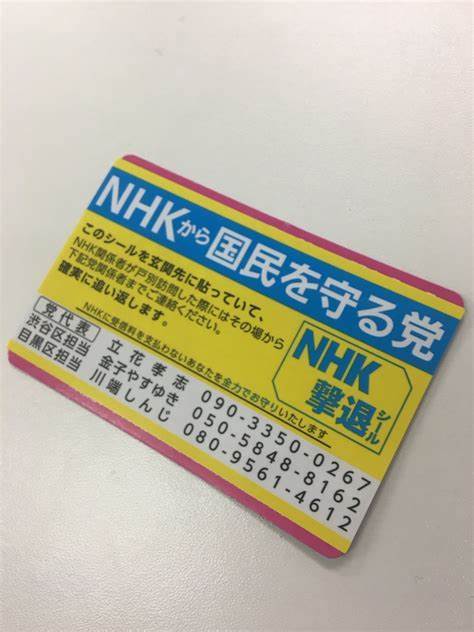 NHKから国民を守る党
このシールを玄関先に貼っていて、
NHK関係者が戸別訪問した際にはその場から
下記党関係者までご連絡ください。
確実に追い返します。
NHKに受信料を支払わないあなたを全力でお守りいたします
NHK
撃退シール
党代表 立花孝志 090-3350-0267
渋谷区担当 金子やすゆき 050-5848-8162
目黒区担当 川端しんじ 080-9561-4612